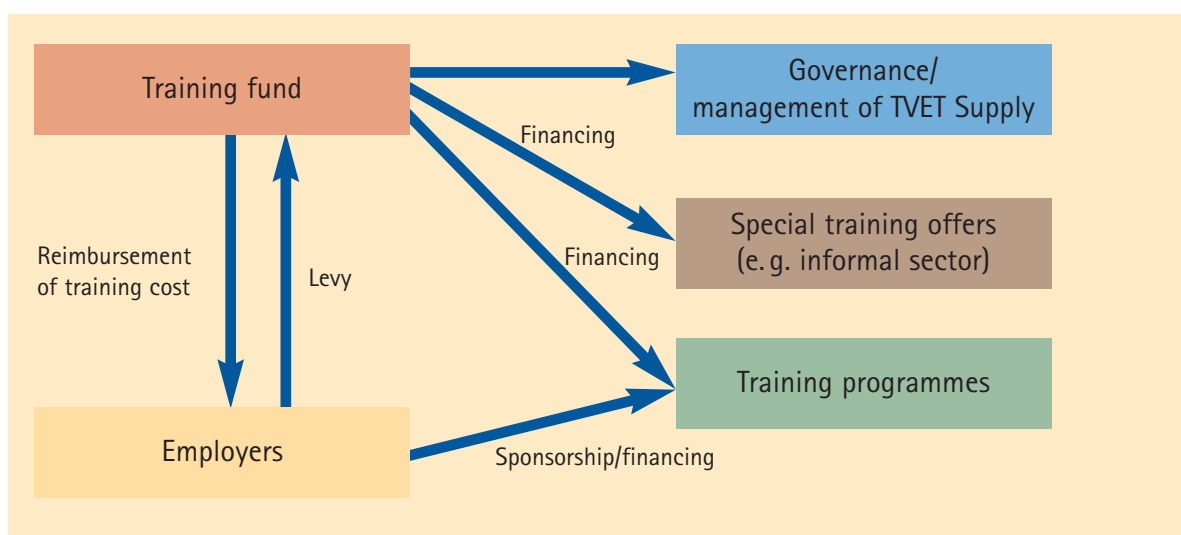 Training fund
Governance/
management of TVET Supply
Financing
Special training offers
(e. g. informal sector)
Reimbursement
of training cost
Levy
Financing
Training programmes
Employers
Sponsorship/financing